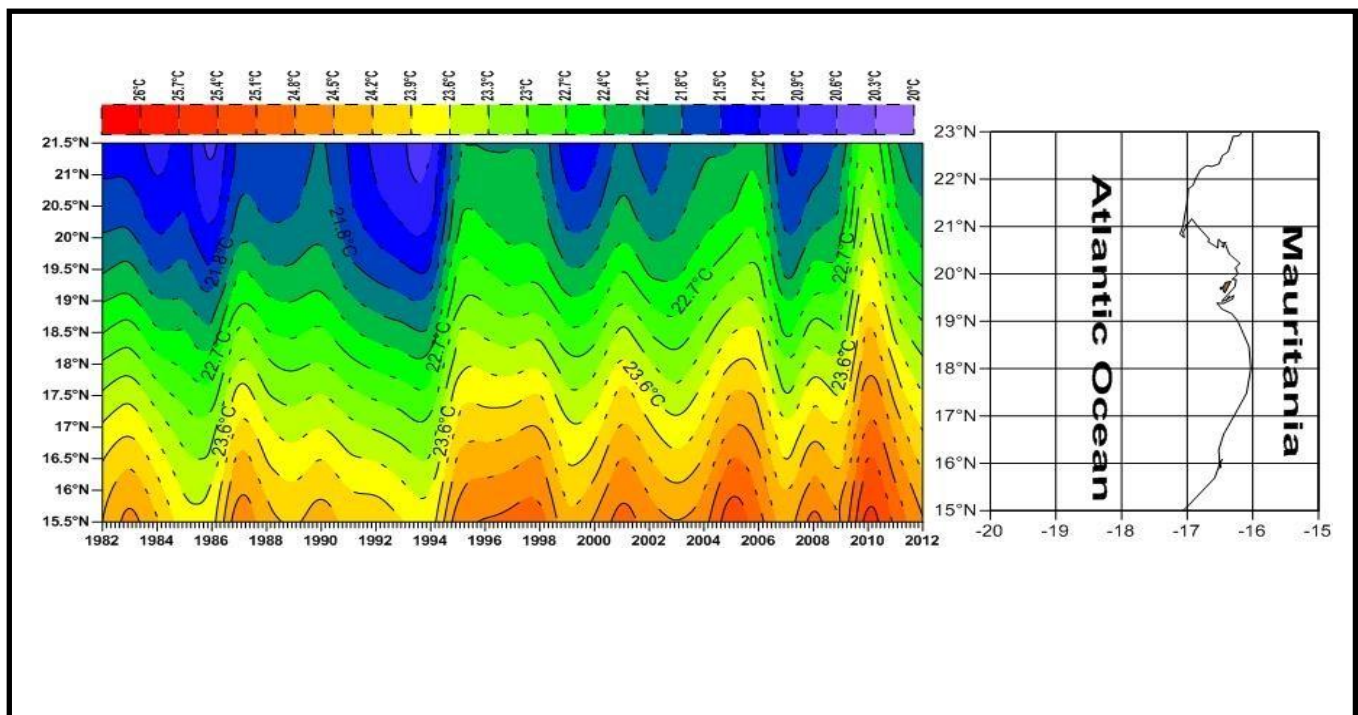 26°C 25.7°C 25.4°C 25.1°C 24.8°C 24.5°C 24.2°C 23.9°C 23.6°C 23.3°C 23°C 22.7°C 22.4°C 22.1°C 21.8°C 21.5°C 21.2°C 20.9°C 20.6°C 20.3°C 20°C
21.5°N
21°N
20.5°N
20°N
19.5°N
19°N
18.5°N
18°N
17.5°N
17°N
16.5°N
16°N
15.5°N
21.8°C
21.8°C
22.7°C
22.7°C
22.7°C
22.7°C
23.6°C
23.6°C
23.6°C
23.6°C
1982 1984 1986 1988 1990 1992 1994 1996 1998 2000 2002 2004 2006 2008 2010 2012
23°N
22°N
21°N
20°N
19°N
18°N
17°N
16°N
15°N
Atlantic Ocean
Mauritania
-20 -19 -18 -17 -16 -15